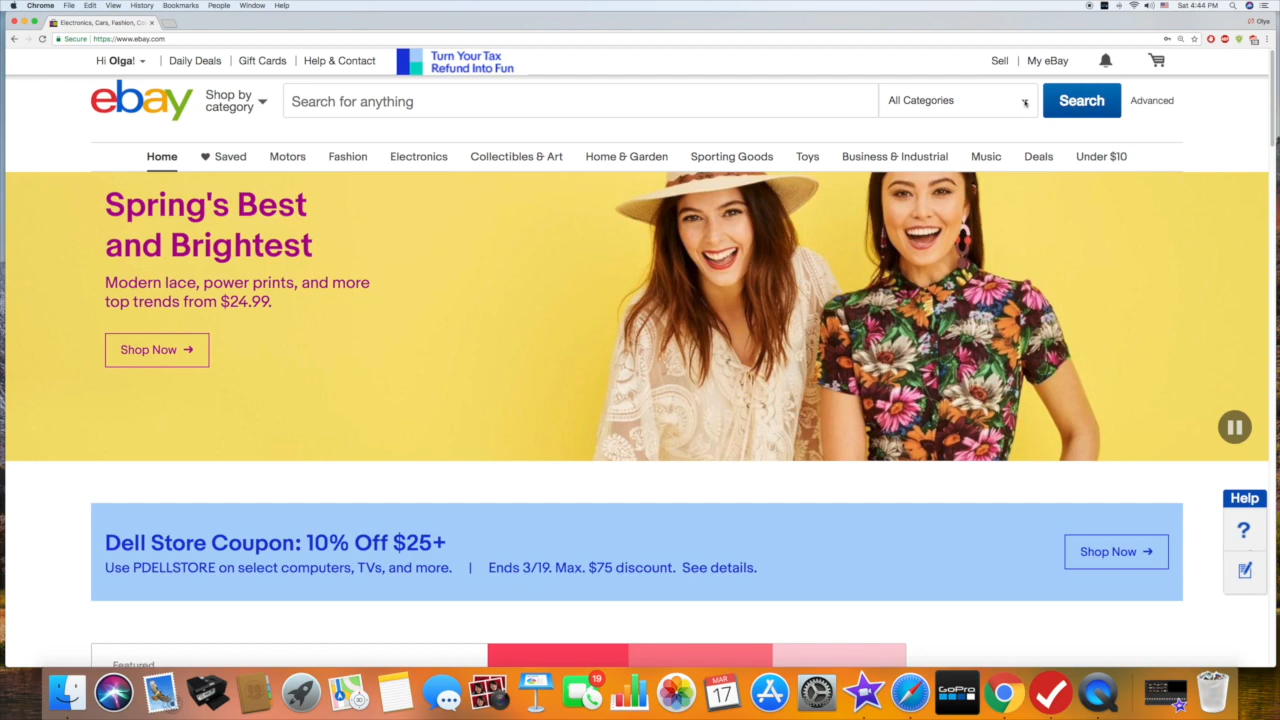 Chrome File Edit View History Bookmarks People Window Help
Sat 4:44 PM
Electronics, Cars, Fashion, Co
Olya
Secure https://www.ebay.com
Hi Olga! Daily Deals Gift Cards Help & Contact
Turn Your Tax
Refund Into Fun
Sell My eBay
ebay
Shop by
category
Search for anything
All Categories
Search
Advanced
Home Saved Motors Fashion Electronics Collectibles & Art Home & Garden Sporting Goods Toys Business & Industrial Music Deals Under $10
Spring's Best
and Brightest
Modern lace, power prints, and more
top trends from $24.99.
Shop Now
Help
?
Dell Store Coupon: 10% Off $25+
Use PDELLSTORE on select computers, TVs, and more. | Ends 3/19. Max. $75 discount. See details.
Shop Now
Featured
19
MAR
17
GoPro